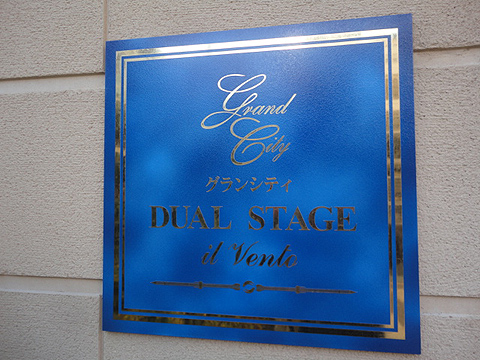 Grand
City
グランシティ
DUAL STAGE
il Vento